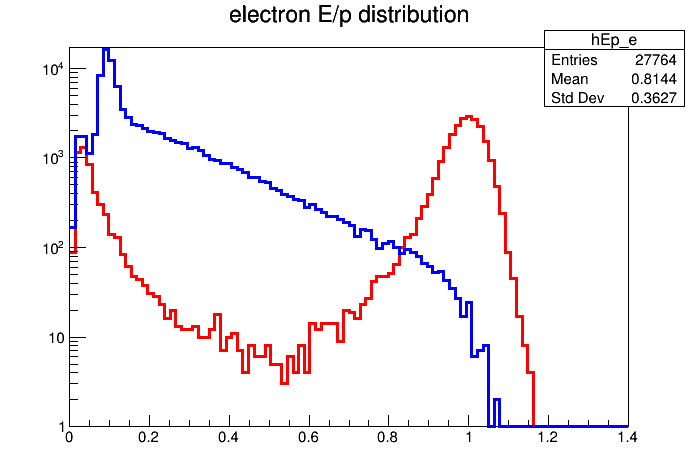 electron E/p distribution
hEp_e
Entries 27764
Mean 0.8144
Std Dev 0.3627
10⁴
10³
10²
10
1
0 0.2 0.4 0.6 0.8 1 1.2 1.4